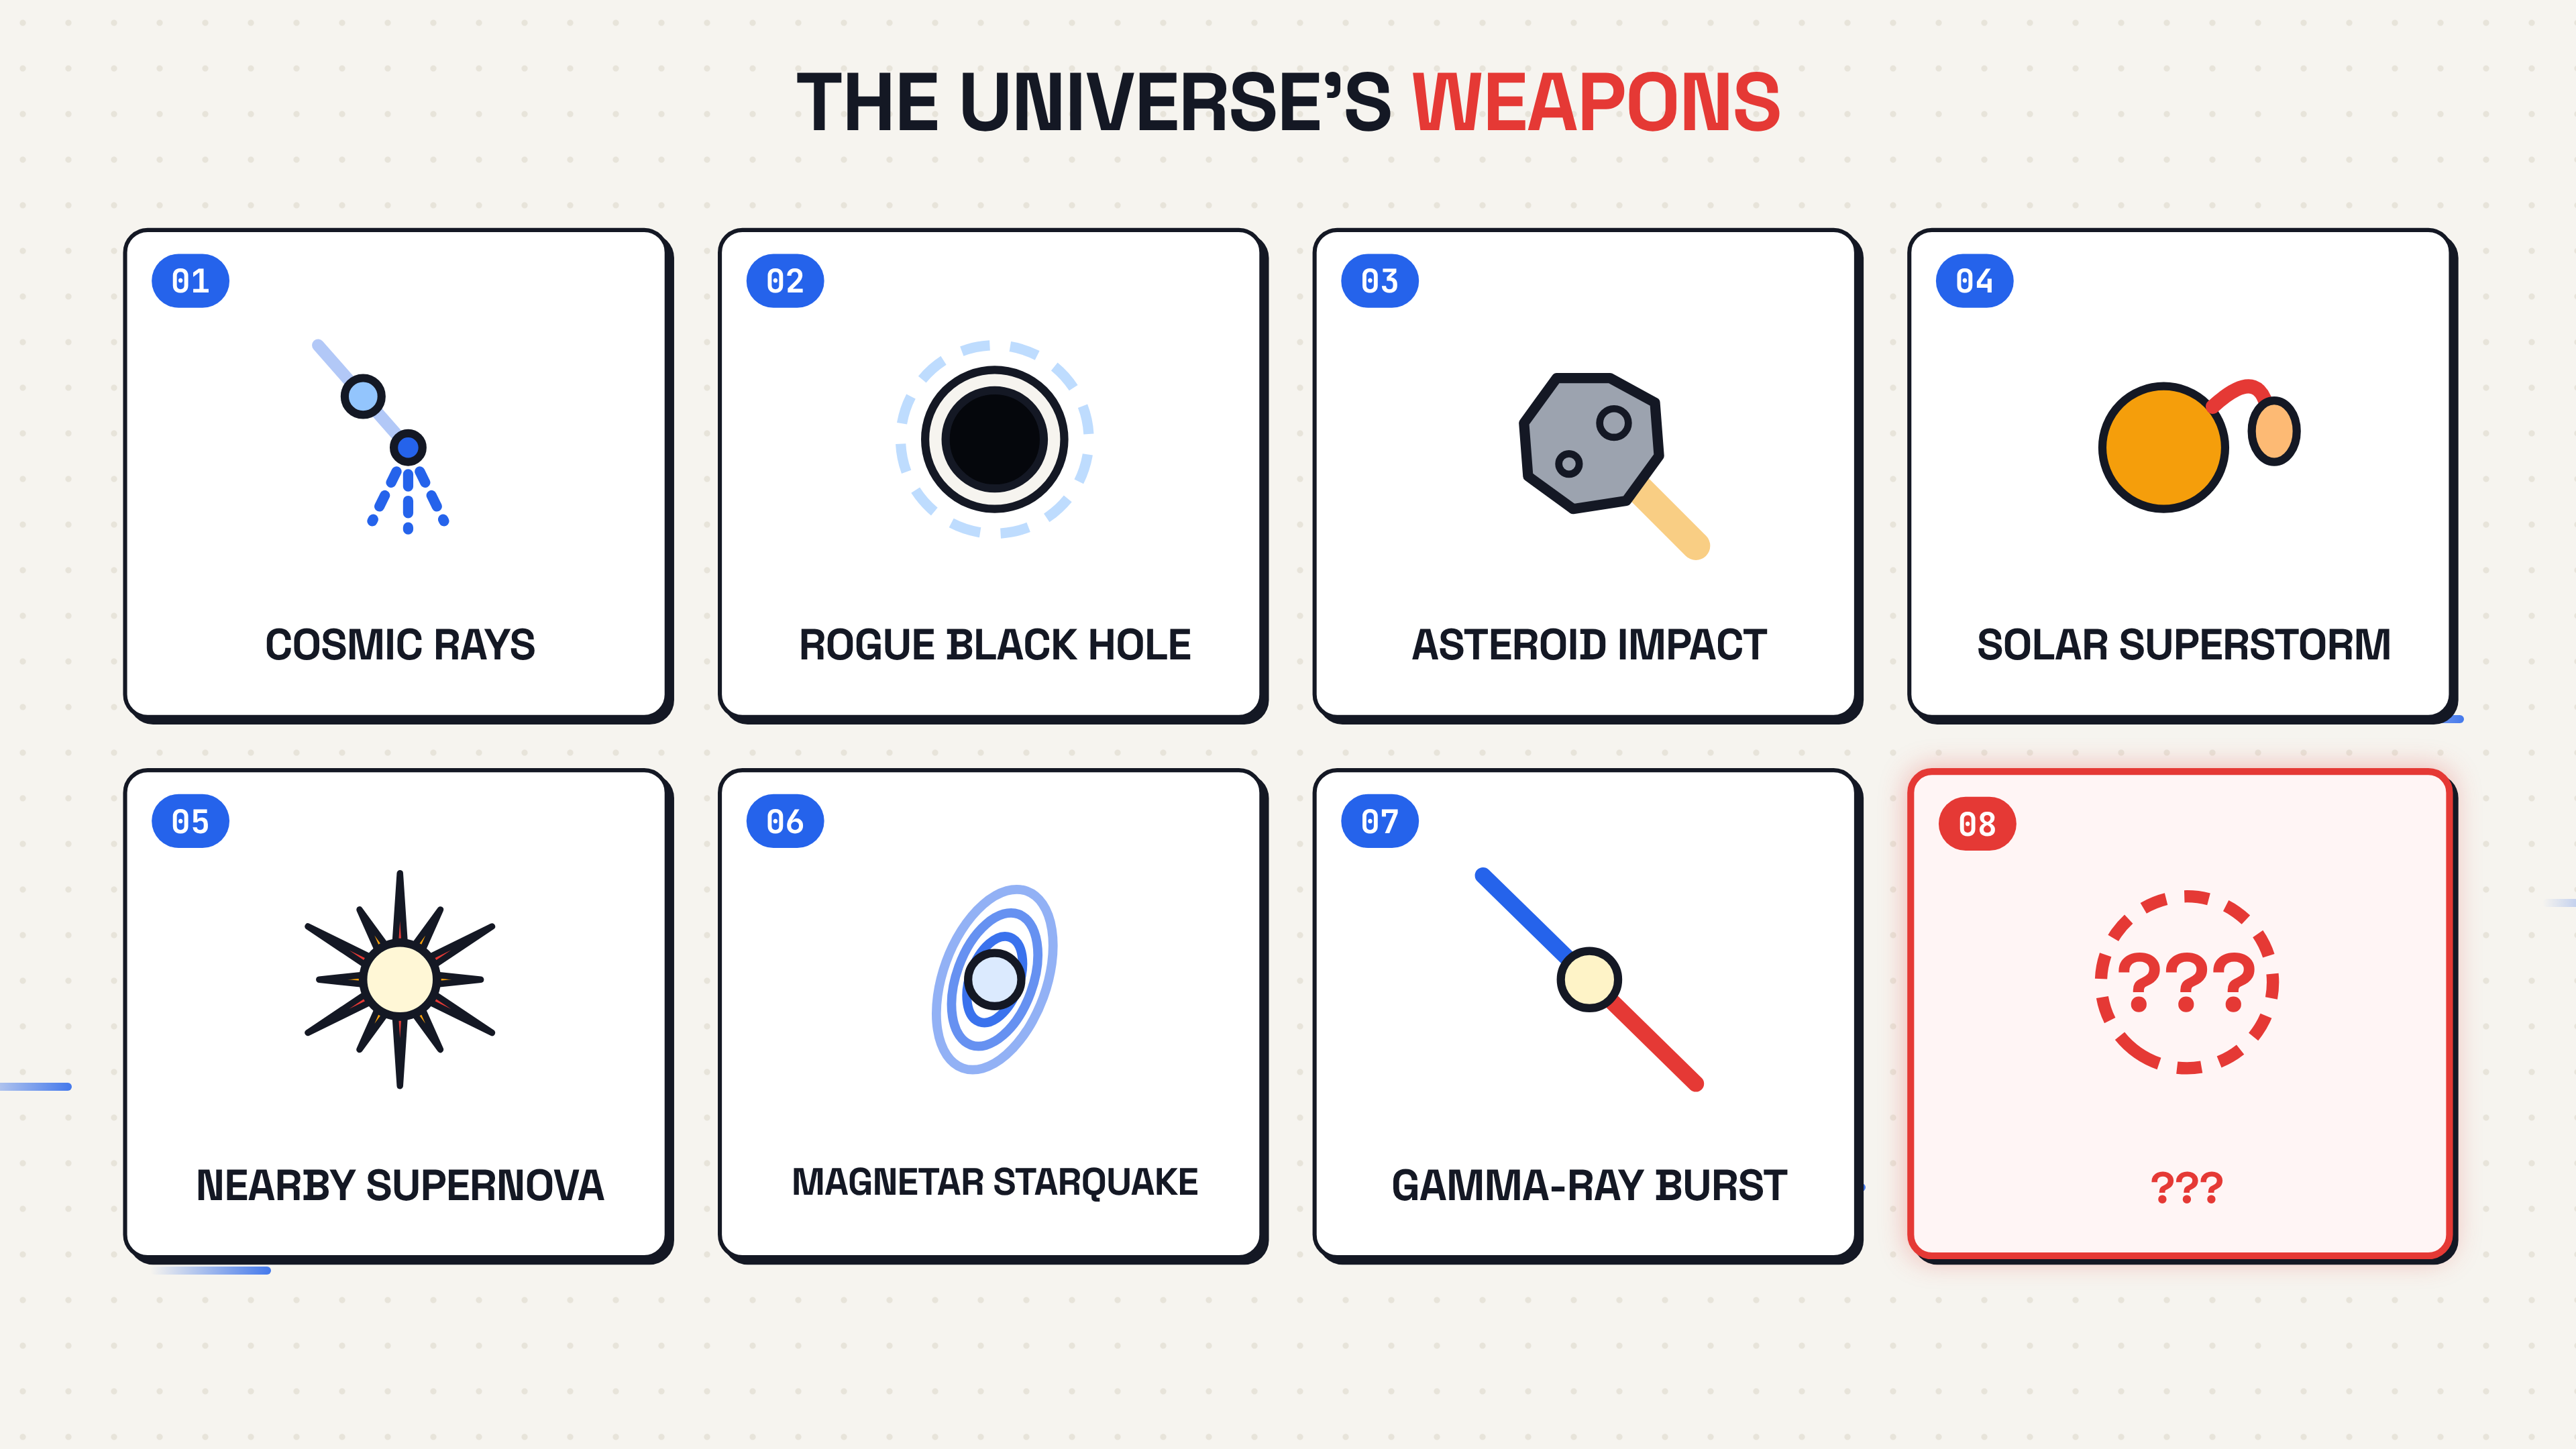 THE UNIVERSE’S WEAPONS
01
COSMIC RAYS
02
ROGUE BLACK HOLE
03
ASTEROID IMPACT
04
SOLAR SUPERSTORM
05
NEARBY SUPERNOVA
06
MAGNETAR STARQUAKE
07
GAMMA-RAY BURST
08
???
???